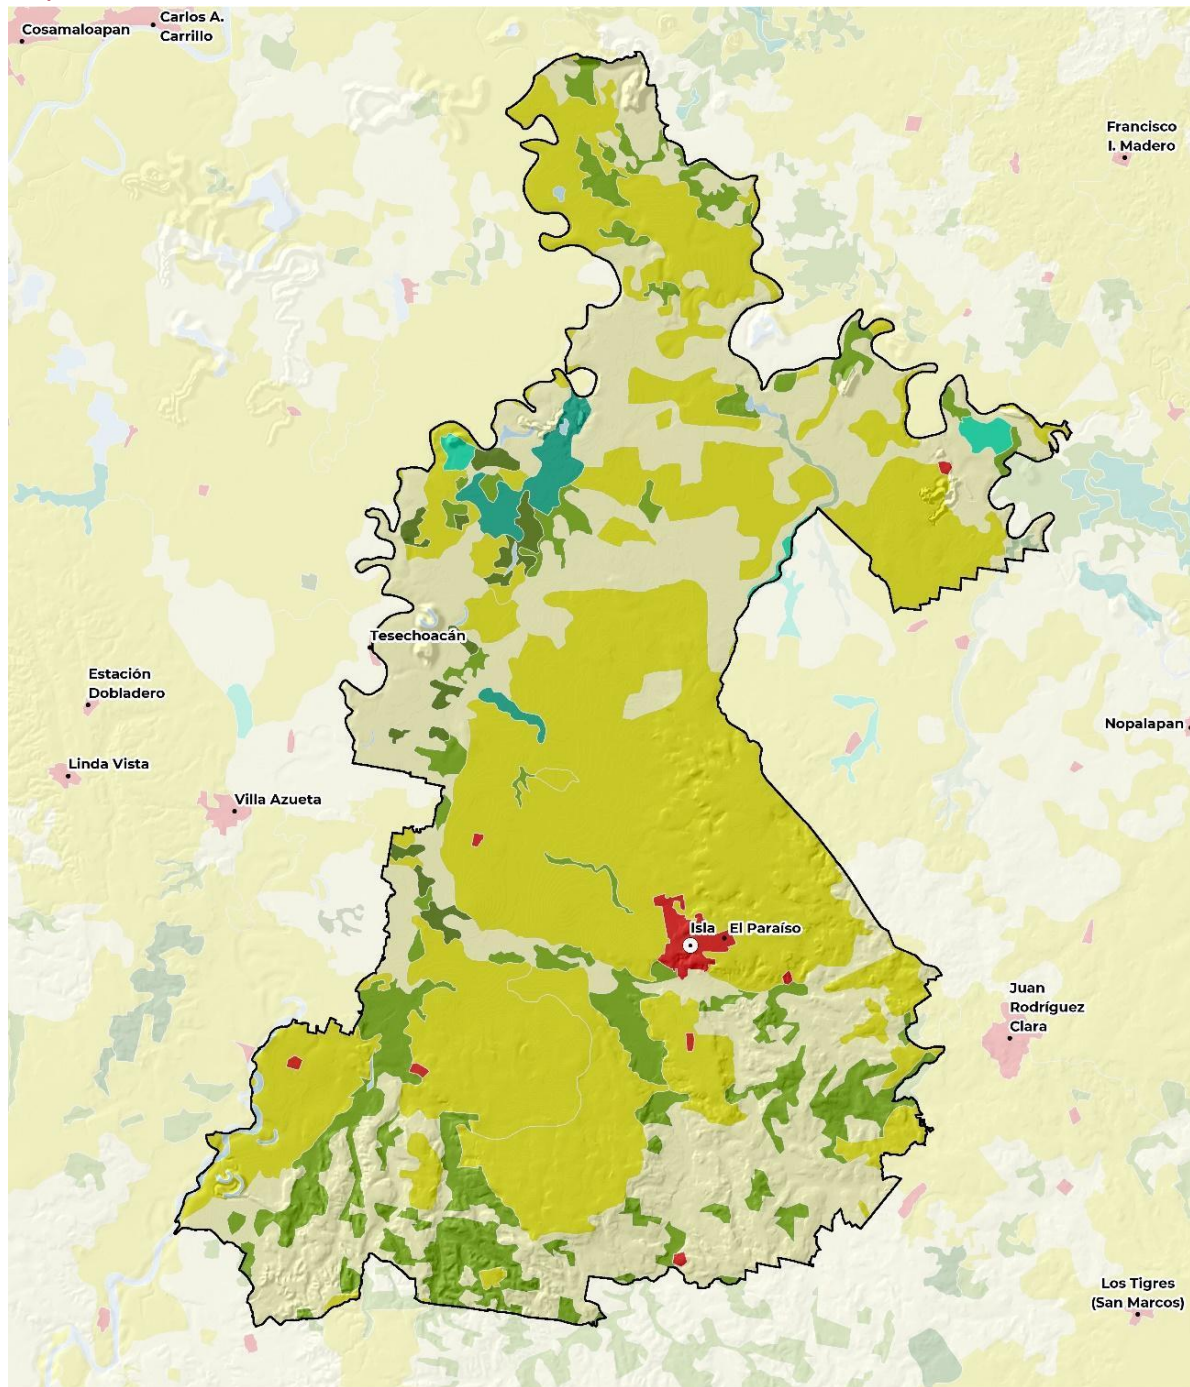 Cosamaloapan
Carlos A.
Carrillo
Francisco
I. Madero
Tesechoacán
Estación
Dobladero
Nopalapan
Linda Vista
Villa Azueta
Isla
El Paraíso
Juan
Rodríguez
Clara
Los Tigres
(San Marcos)